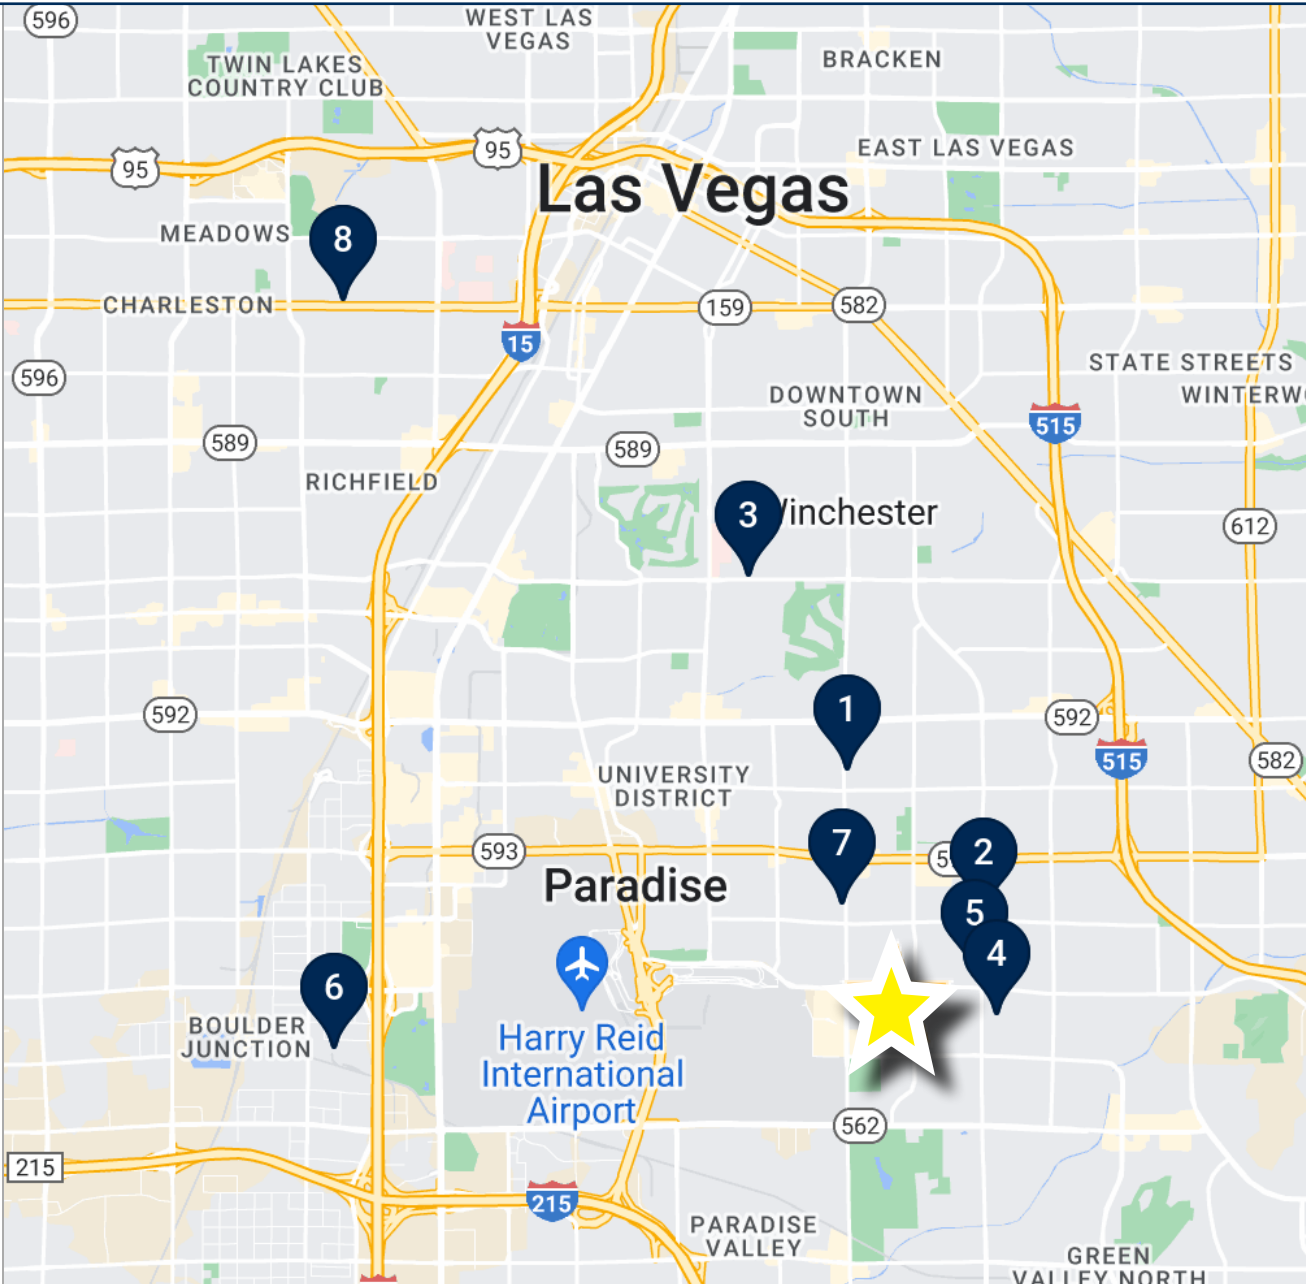 596
WEST LAS
VEGAS
BRACKEN
TWIN LAKES
COUNTRY CLUB
95
95
EAST LAS VEGAS
Las Vegas
MEADOWS
8
CHARLESTON
159
582
15
STATE STREETS
596
DOWNTOWN
SOUTH
515
589
589
RICHFIELD
3
612
592
1
592
515
582
UNIVERSITY
DISTRICT
593
7
2
Paradise
5
4
6
BOULDER
JUNCTION
Harry Reid
International
Airport
562
215
215
PARADISE
VALLEY
GREEN
VALLEY NORTH